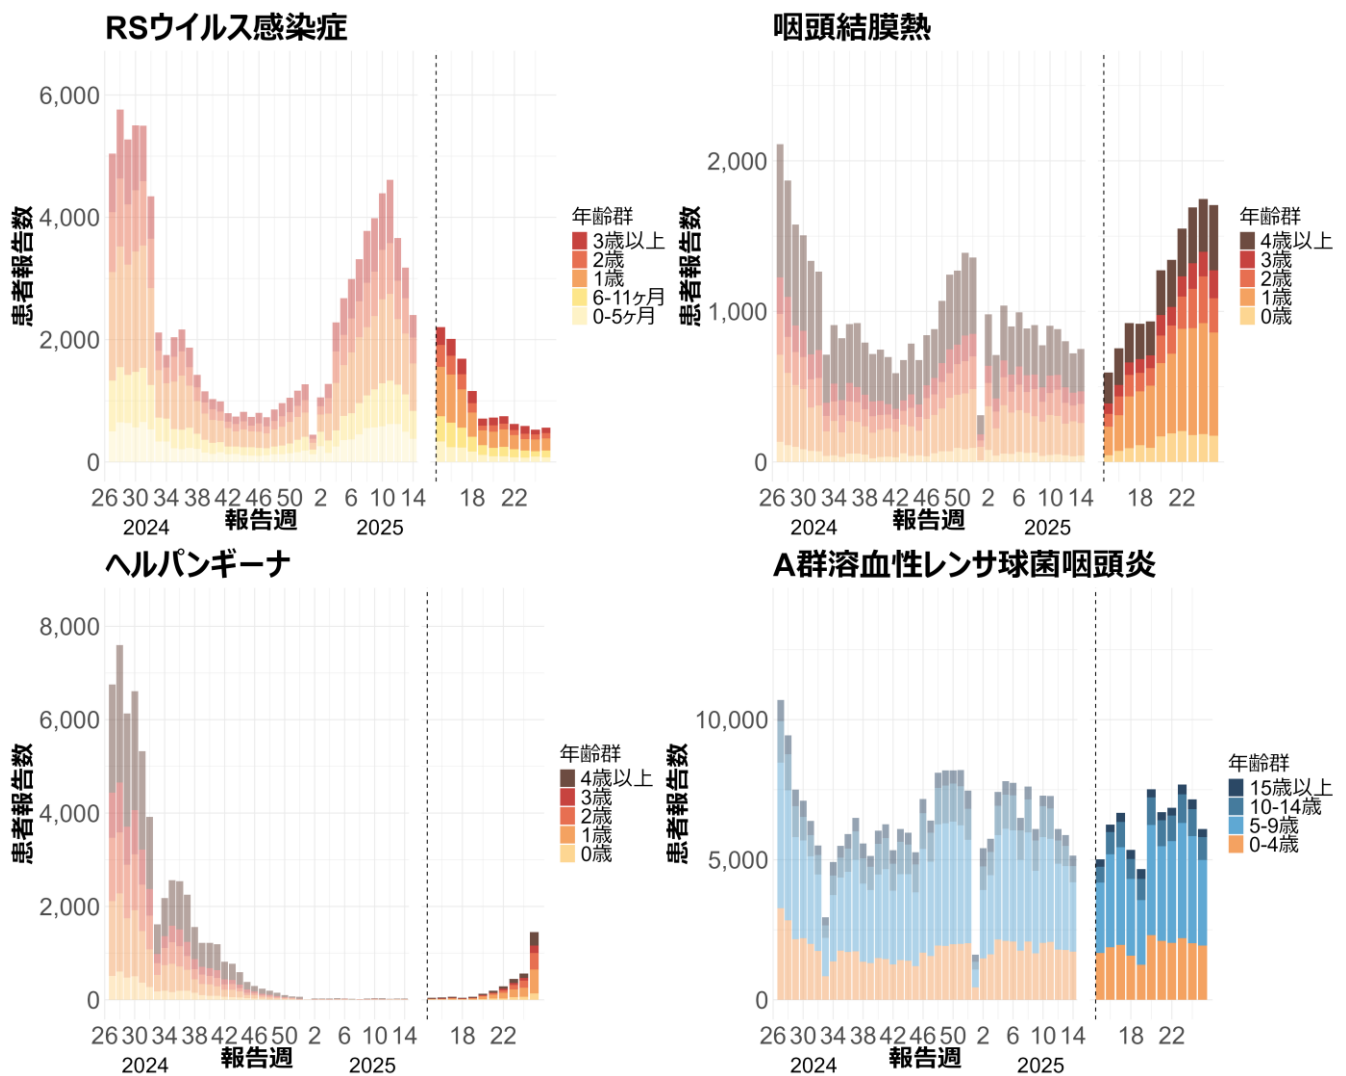 RSウイルス感染症
患者報告数
6,000
4,000
2,000
0
26 30 34 38 42 46 50 2 6 10 14 18 22
2024 報告週 2025
年齢群
3歳以上
2歳
1歳
6-11ヶ月
0-5ヶ月
咽頭結膜熱
患者報告数
2,000
1,000
0
26 30 34 38 42 46 50 2 6 10 14 18 22
2024 報告週 2025
年齢群
4歳以上
3歳
2歳
1歳
0歳
ヘルパンギーナ
患者報告数
8,000
6,000
4,000
2,000
0
26 30 34 38 42 46 50 2 6 10 14 18 22
2024 報告週 2025
年齢群
4歳以上
3歳
2歳
1歳
0歳
A群溶血性レンサ球菌咽頭炎
患者報告数
10,000
5,000
0
26 30 34 38 42 46 50 2 6 10 14 18 22
2024 報告週 2025
年齢群
15歳以上
10-14歳
5-9歳
0-4歳